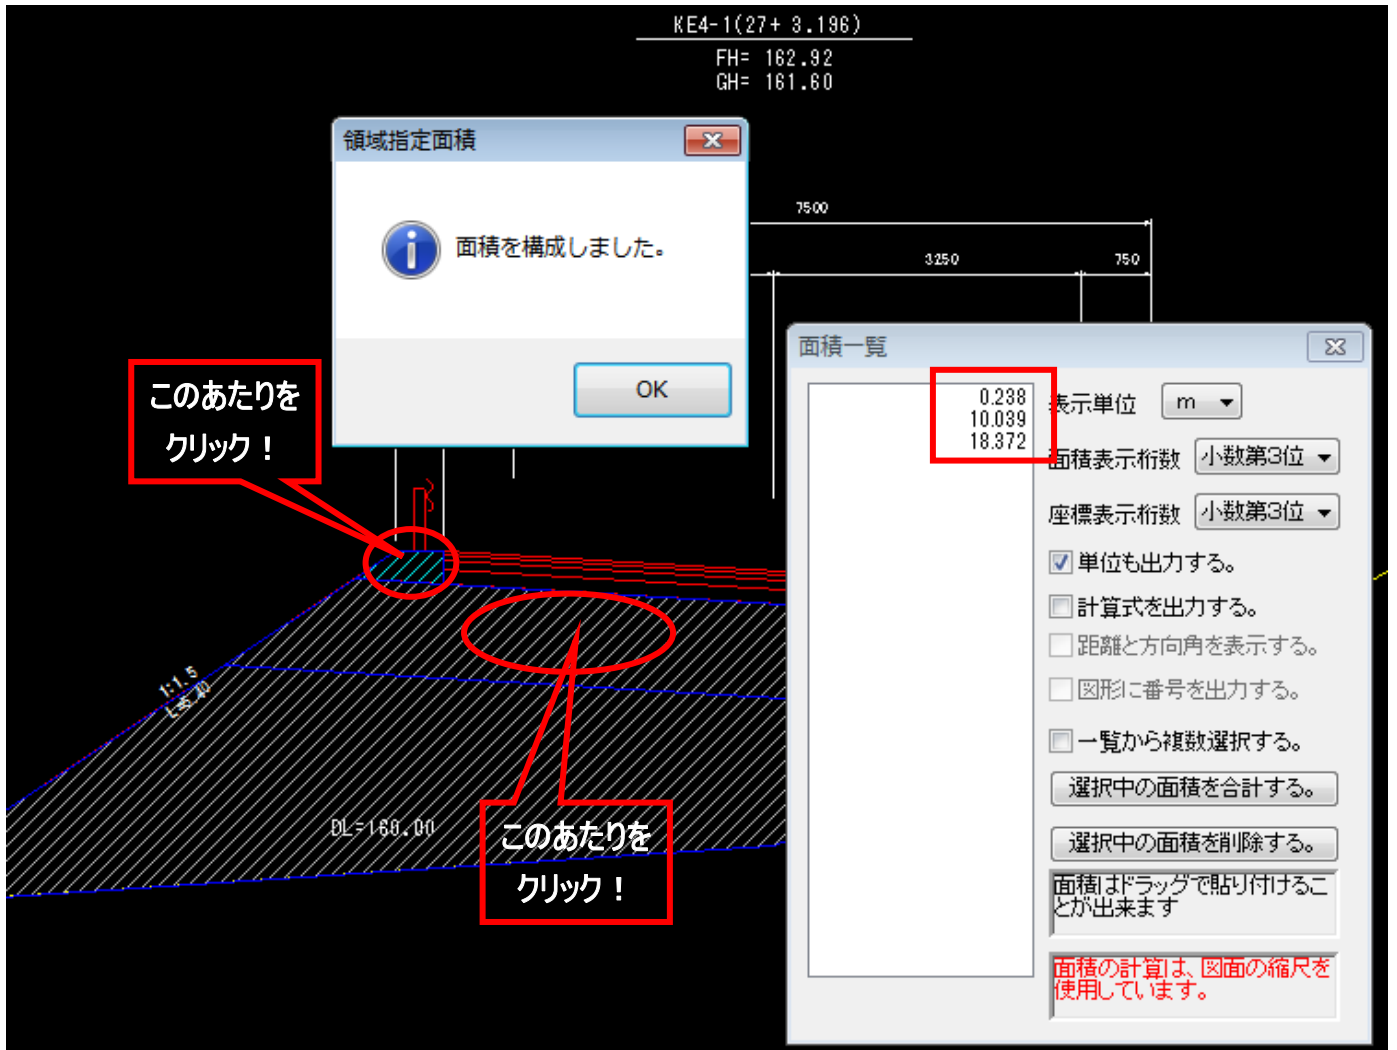 KE4-1(27+ 3.196)
FH= 162.92
GH= 161.60
領域指定面積
面積を構成しました。
OK
7500
3250
750
このあたりを
クリック！
1:1.5
L=5.40
DL=160.00
このあたりを
クリック！
面積一覧
0.238
10.039
18.372
表示単位
m
面積表示桁数
小数第3位
座標表示桁数
小数第3位
単位も出力する。
計算式を出力する。
距離と方向角を表示する。
図形に番号を出力する。
一覧から複数選択する。
選択中の面積を合計する。
選択中の面積を削除する。
面積はドラッグで貼り付けるこ
とが出来ます
面積の計算は、図面の縮尺を
使用しています。